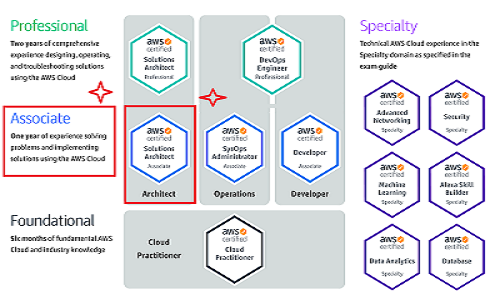 Professional
Two years of comprehensive
experience designing, operating,
and troubleshooting solutions
using the AWS Cloud
aws
certified
Solutions
Architect
Professional
aws
certified
DevOps
Engineer
Professional
Specialty
Technical AWS Cloud experience in the
Specialty domain as specified in the
exam guide
Associate
One year of experience solving
problems and implementing
solutions using the AWS Cloud
aws
certified
Solutions
Architect
Associate
Architect
aws
certified
SysOps
Administrator
Associate
Operations
aws
certified
Developer
Associate
Developer
aws
certified
Advanced
Networking
Specialty
aws
certified
Security
Specialty
aws
certified
Machine
Learning
Specialty
aws
certified
Alexa Skill
Builder
Specialty
Foundational
Six months of fundamental AWS
Cloud and industry knowledge
Cloud
Practitioner
aws
certified
Cloud
Practitioner
aws
certified
Data Analytics
Specialty
aws
certified
Database
Specialty